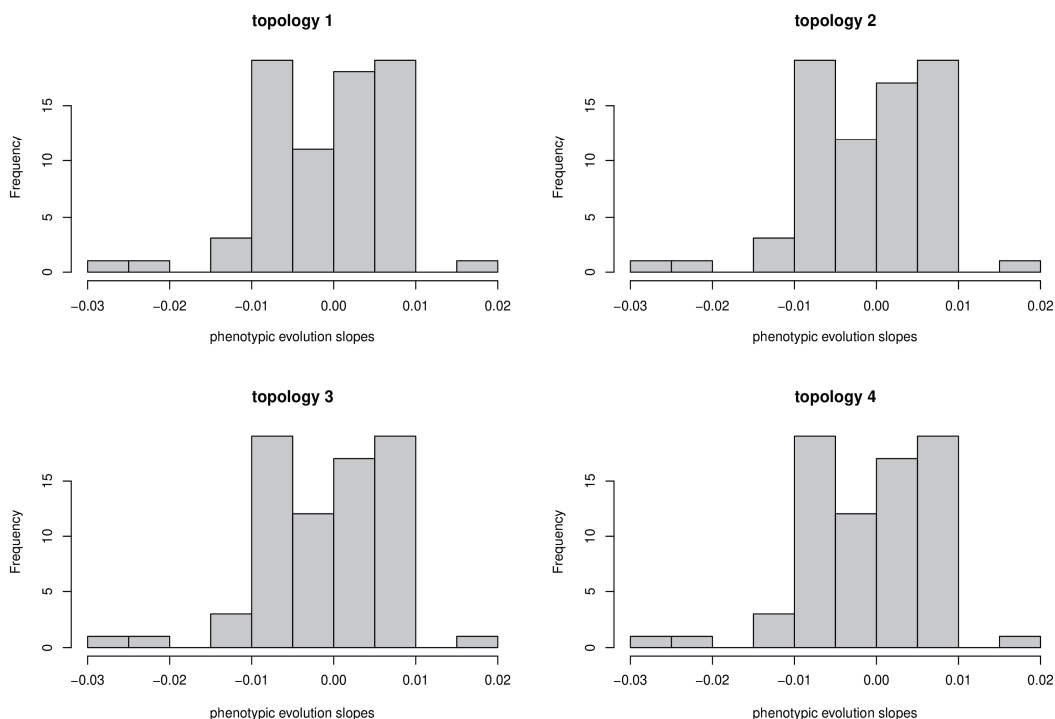 topology 1
topology 2
Frequency
15
10
5
0
−0.03 −0.02 −0.01 0.00 0.01 0.02
phenotypic evolution slopes
Frequency
15
10
5
0
−0.03 −0.02 −0.01 0.00 0.01 0.02
phenotypic evolution slopes
topology 3
topology 4
Frequency
15
10
5
0
−0.03 −0.02 −0.01 0.00 0.01 0.02
phenotypic evolution slopes
Frequency
15
10
5
0
−0.03 −0.02 −0.01 0.00 0.01 0.02
phenotypic evolution slopes